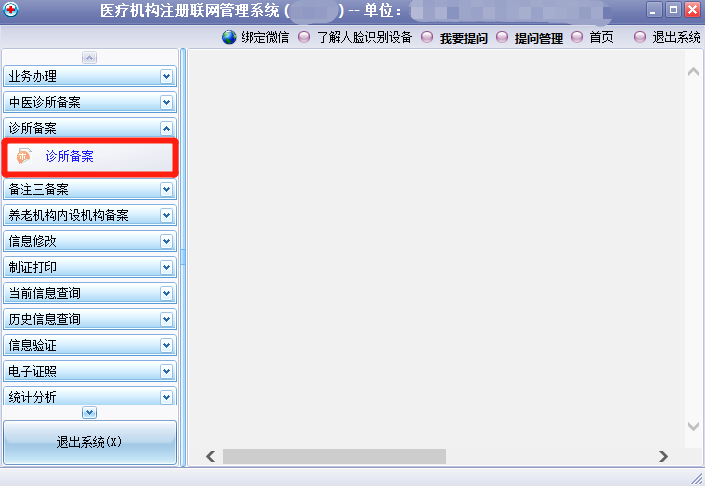 医疗机构注册联网管理系统 ( ) -- 单位：
绑定微信 了解人脸识别设备 我要提问 提问管理 首页 退出系统
业务办理
中医诊所备案
诊所备案
诊所备案
备注三备案
养老机构内设机构备案
信息修改
制证打印
当前信息查询
历史信息查询
信息验证
电子证照
统计分析
退出系统(X)